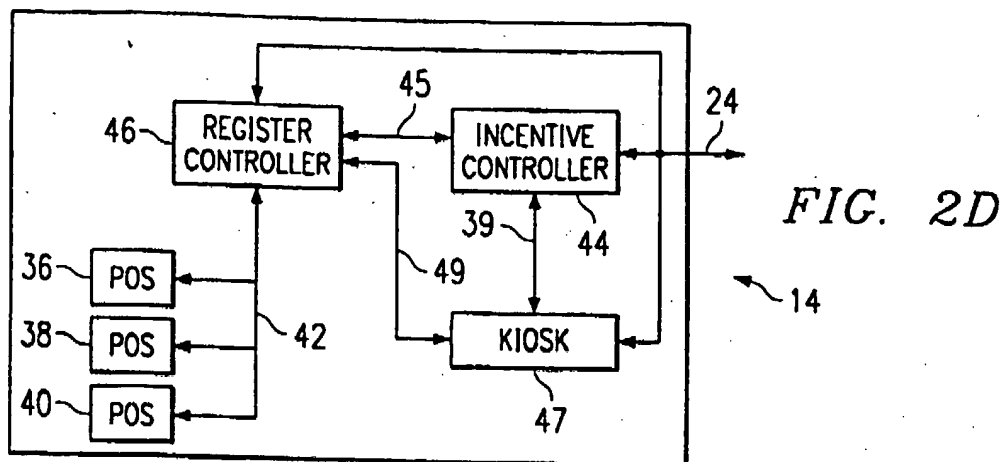 45
24
46
REGISTER
CONTROLLER
INCENTIVE
CONTROLLER
FIG. 2D
39
44
49
14
36
POS
42
38
POS
KIOSK
40
POS
47